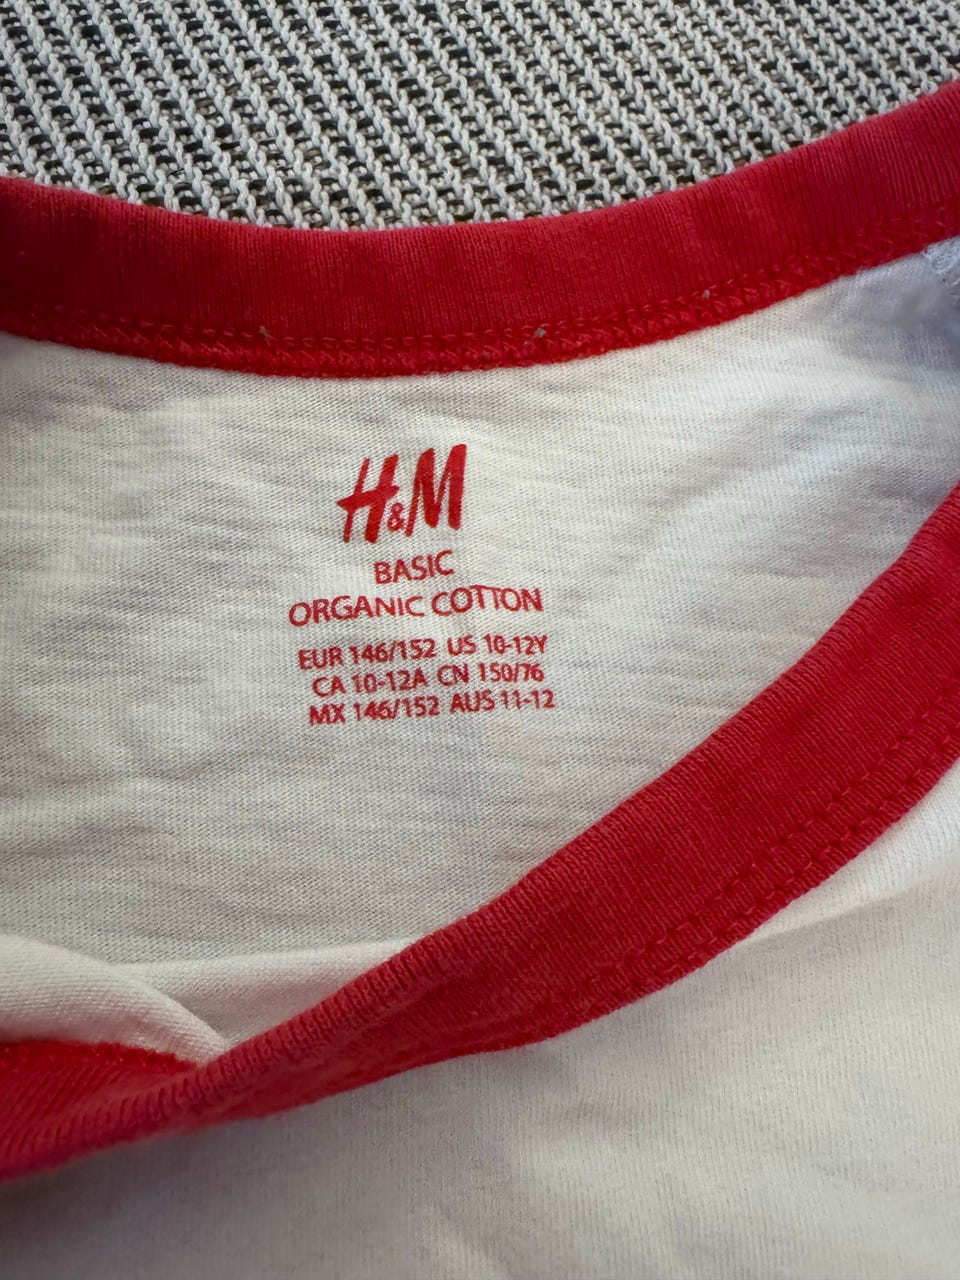 H&M
BASIC
ORGANIC COTTON
EUR 146/152 US 10-12Y
CA 10-12A CN 150/76
MX 146/152 AUS 11-12